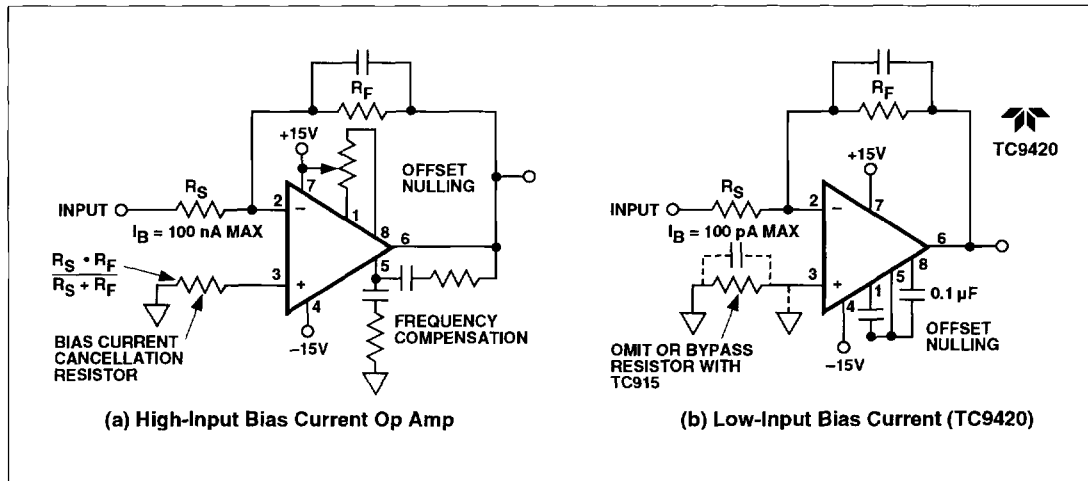 R_F
+15V
7
OFFSET
NULLING
R_S
INPUT
2
−
1
I_B = 100 nA MAX
8
6
R_S • R_F
R_S + R_F
3
+
5
4
−15V
FREQUENCY
COMPENSATION
BIAS CURRENT
CANCELLATION
RESISTOR
(a) High-Input Bias Current Op Amp
R_F
TC9420
+15V
7
R_S
INPUT
2
−
I_B = 100 pA MAX
6
8
3
+
5
1
4
0.1 µF
OFFSET
NULLING
OMIT OR BYPASS
RESISTOR WITH
TC915
−15V
(b) Low-Input Bias Current (TC9420)